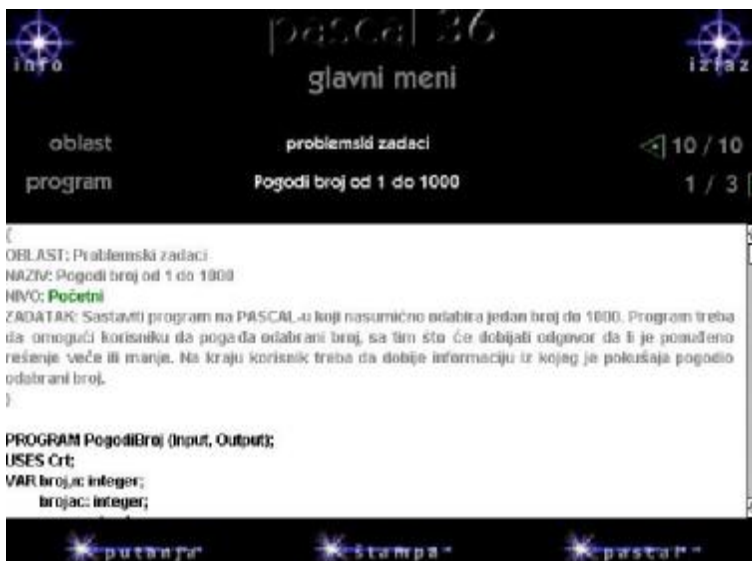 pascal 36
info
izlaz
glavni meni
oblast problemski zadaci 10 / 10
program Pogodi broj od 1 do 1000 1 / 3
{
OBLAST: Problemski zadaci
NAZIV: Pogodi broj od 1 do 1000
NIVO: Početni
ZADATAK: Sastaviti program na PASCAL-u koji nasumično odabira jedan broj do 1000. Program treba
da omogući korisniku da pogađa odabrani broj, sa tim što će dobijati odgovor da li je ponuđeno
rešenje veće ili manje. Na kraju korisnik treba da dobije informaciju iz kojeg je pokušaja pogodio
odabrani broj.
}
PROGRAM PogodiBroj (Input, Output);
USES Crt;
VAR broj,n: integer;
brojac: integer;
putanja
štampa
pascal